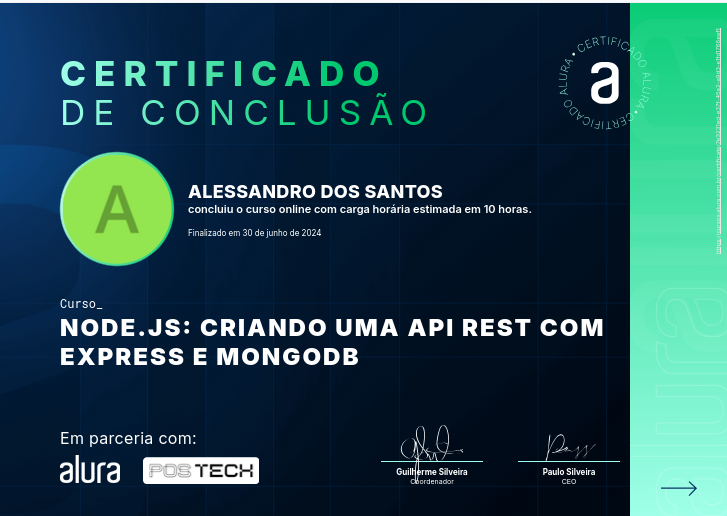 CERTIFICADO
DE CONCLUSÃO
CERTIFICADO ALURA • CERTIFICADO ALURA •
a
A
ALESSANDRO DOS SANTOS
concluiu o curso online com carga horária estimada em 10 horas.
Finalizado em 30 de junho de 2024
Curso_
NODE.JS: CRIANDO UMA API REST COM
EXPRESS E MONGODB
Em parceria com:
alura
POS TECH
Guilherme Silveira
Coordenador
Paulo Silveira
CEO
alura